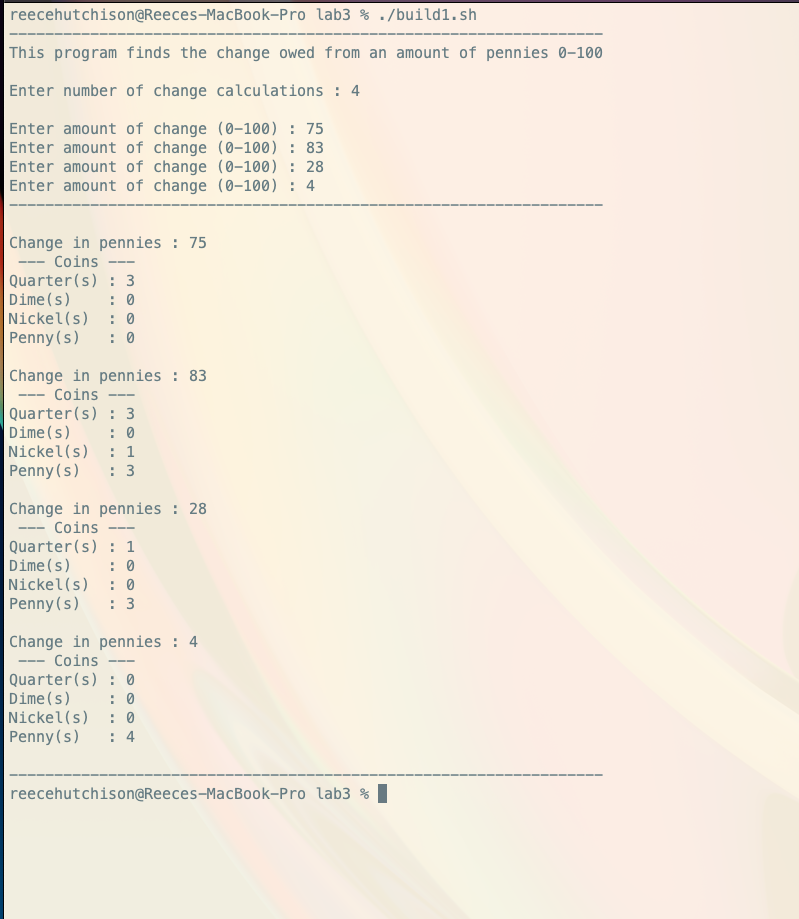 reecehutchison@Reeces-MacBook-Pro lab3 % ./build1.sh
------------------------------------------------------------------
This program finds the change owed from an amount of pennies 0-100
Enter number of change calculations : 4
Enter amount of change (0-100) : 75
Enter amount of change (0-100) : 83
Enter amount of change (0-100) : 28
Enter amount of change (0-100) : 4
------------------------------------------------------------------
Change in pennies : 75
 --- Coins ---
Quarter(s) : 3
Dime(s)    : 0
Nickel(s)  : 0
Penny(s)   : 0
Change in pennies : 83
 --- Coins ---
Quarter(s) : 3
Dime(s)    : 0
Nickel(s)  : 1
Penny(s)   : 3
Change in pennies : 28
 --- Coins ---
Quarter(s) : 1
Dime(s)    : 0
Nickel(s)  : 0
Penny(s)   : 3
Change in pennies : 4
 --- Coins ---
Quarter(s) : 0
Dime(s)    : 0
Nickel(s)  : 0
Penny(s)   : 4
------------------------------------------------------------------
reecehutchison@Reeces-MacBook-Pro lab3 %